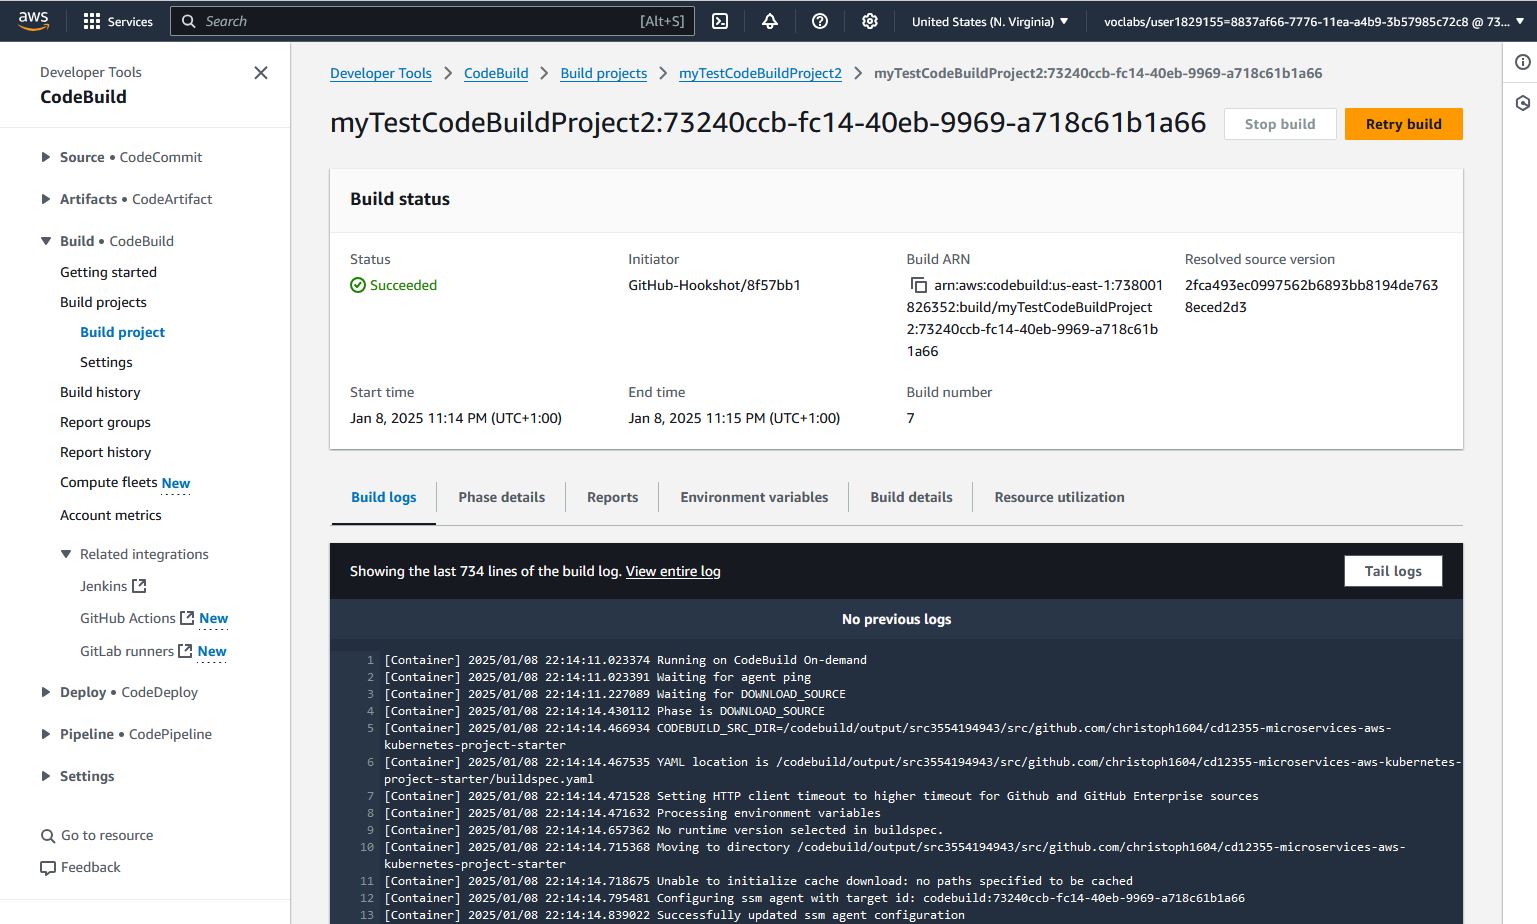 aws
Services
Search
[Alt+S]
United States (N. Virginia)
voclabs/user1829155=8837af66-7776-11ea-a4b9-3b57985c72c8 @ 73...
Developer Tools
CodeBuild
Source • CodeCommit
Artifacts • CodeArtifact
Build • CodeBuild
Getting started
Build projects
Build project
Settings
Build history
Report groups
Report history
Compute fleets New
Account metrics
Related integrations
Jenkins
GitHub Actions New
GitLab runners New
Deploy • CodeDeploy
Pipeline • CodePipeline
Settings
Go to resource
Feedback
Developer Tools
CodeBuild
Build projects
myTestCodeBuildProject2
myTestCodeBuildProject2:73240ccb-fc14-40eb-9969-a718c61b1a66
myTestCodeBuildProject2:73240ccb-fc14-40eb-9969-a718c61b1a66
Stop build
Retry build
Build status
Status
Succeeded
Initiator
GitHub-Hookshot/8f57bb1
Build ARN
arn:aws:codebuild:us-east-1:738001
826352:build/myTestCodeBuildProject
2:73240ccb-fc14-40eb-9969-a718c61b
1a66
Resolved source version
2fca493ec0997562b6893bb8194de763
8eced2d3
Start time
Jan 8, 2025 11:14 PM (UTC+1:00)
End time
Jan 8, 2025 11:15 PM (UTC+1:00)
Build number
7
Build logs
Phase details
Reports
Environment variables
Build details
Resource utilization
Showing the last 734 lines of the build log. View entire log
Tail logs
No previous logs
1 [Container] 2025/01/08 22:14:11.023374 Running on CodeBuild On-demand
2 [Container] 2025/01/08 22:14:11.023391 Waiting for agent ping
3 [Container] 2025/01/08 22:14:11.227089 Waiting for DOWNLOAD_SOURCE
4 [Container] 2025/01/08 22:14:14.430112 Phase is DOWNLOAD_SOURCE
5 [Container] 2025/01/08 22:14:14.466934 CODEBUILD_SRC_DIR=/codebuild/output/src3554194943/src/github.com/christoph1604/cd12355-microservices-aws-
kubernetes-project-starter
6 [Container] 2025/01/08 22:14:14.467535 YAML location is /codebuild/output/src3554194943/src/github.com/christoph1604/cd12355-microservices-aws-kubernetes-
project-starter/buildspec.yaml
7 [Container] 2025/01/08 22:14:14.471528 Setting HTTP client timeout to higher timeout for Github and GitHub Enterprise sources
8 [Container] 2025/01/08 22:14:14.471632 Processing environment variables
9 [Container] 2025/01/08 22:14:14.657362 No runtime version selected in buildspec.
10 [Container] 2025/01/08 22:14:14.715368 Moving to directory /codebuild/output/src3554194943/src/github.com/christoph1604/cd12355-microservices-aws-
kubernetes-project-starter
11 [Container] 2025/01/08 22:14:14.718675 Unable to initialize cache download: no paths specified to be cached
12 [Container] 2025/01/08 22:14:14.795481 Configuring ssm agent with target id: codebuild:73240ccb-fc14-40eb-9969-a718c61b1a66
13 [Container] 2025/01/08 22:14:14.839022 Successfully updated ssm agent configuration